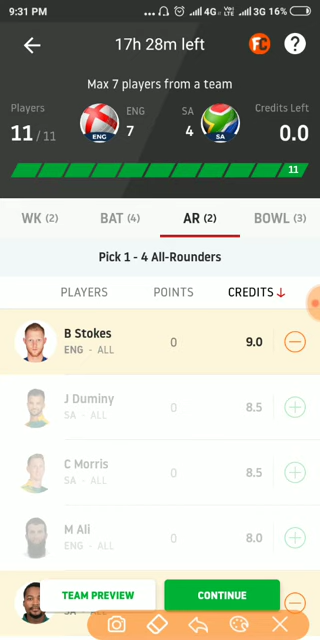 9:31 PM ... 4G VoLTE 3G 16%
17h 28m left FC ?
Max 7 players from a team
Players ENG SA Credits Left
11/11 ENG 7 4 0.0
11
WK (2) BAT (4) AR (2) BOWL (3)
Pick 1 - 4 All-Rounders
PLAYERS POINTS CREDITS ↓
B Stokes
ENG - ALL 0 9.0
J Duminy
SA - ALL 0 8.5
C Morris
SA - ALL 0 8.5
M Ali
ENG - ALL 0 8.0
TEAM PREVIEW CONTINUE